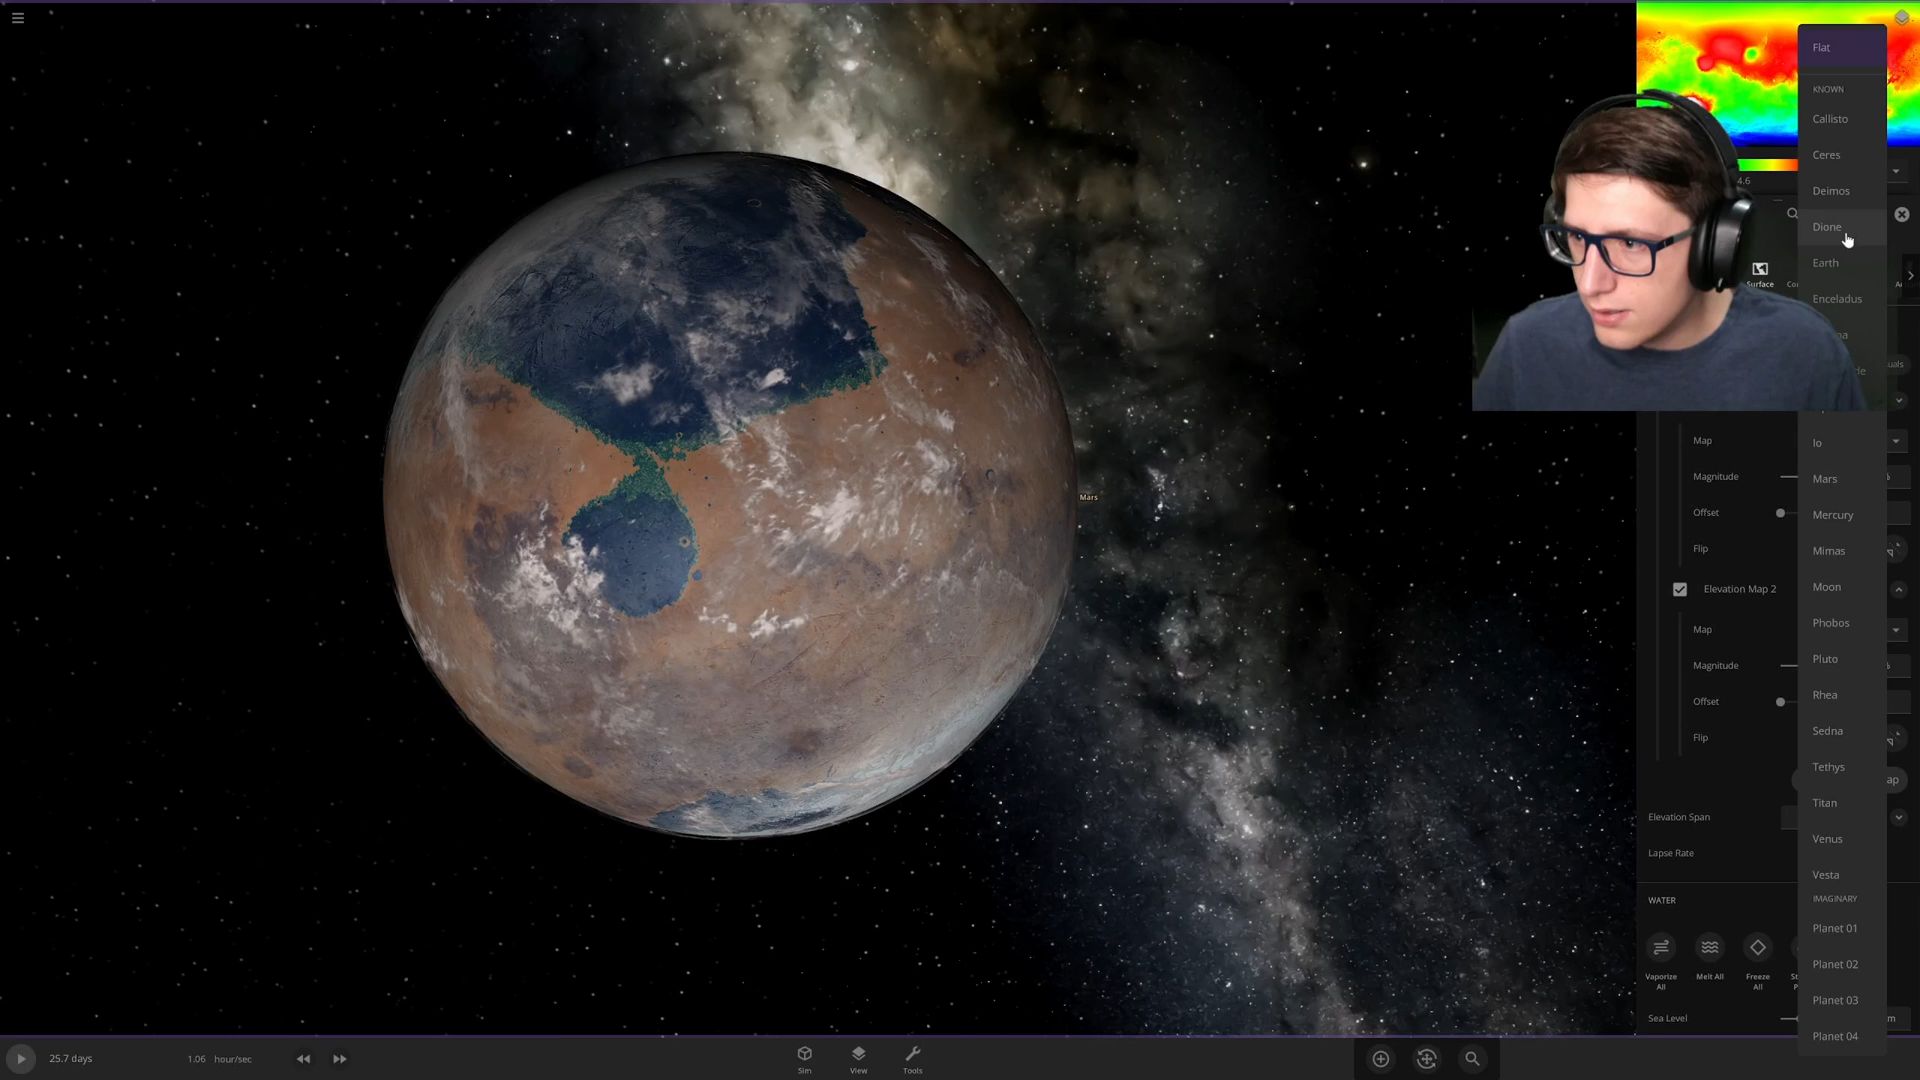 Flat
KNOWN
Callisto
Ceres
4.6
Deimos
Dione
Earth
Surface
Enceladus
Io
Map
Mars
Magnitude
Mars
Mercury
Offset
Flip
Mimas
Elevation Map 2
Moon
Map
Phobos
Magnitude
Pluto
Offset
Rhea
Flip
Sedna
Tethys
Elevation Span
Titan
Lapse Rate
Venus
Vesta
WATER
IMAGINARY
Planet 01
Planet 02
Vaporize All
Melt All
Freeze All
Planet 03
Sea Level
m
Planet 04
25.7 days
1.06 hour/sec
Sim
View
Tools